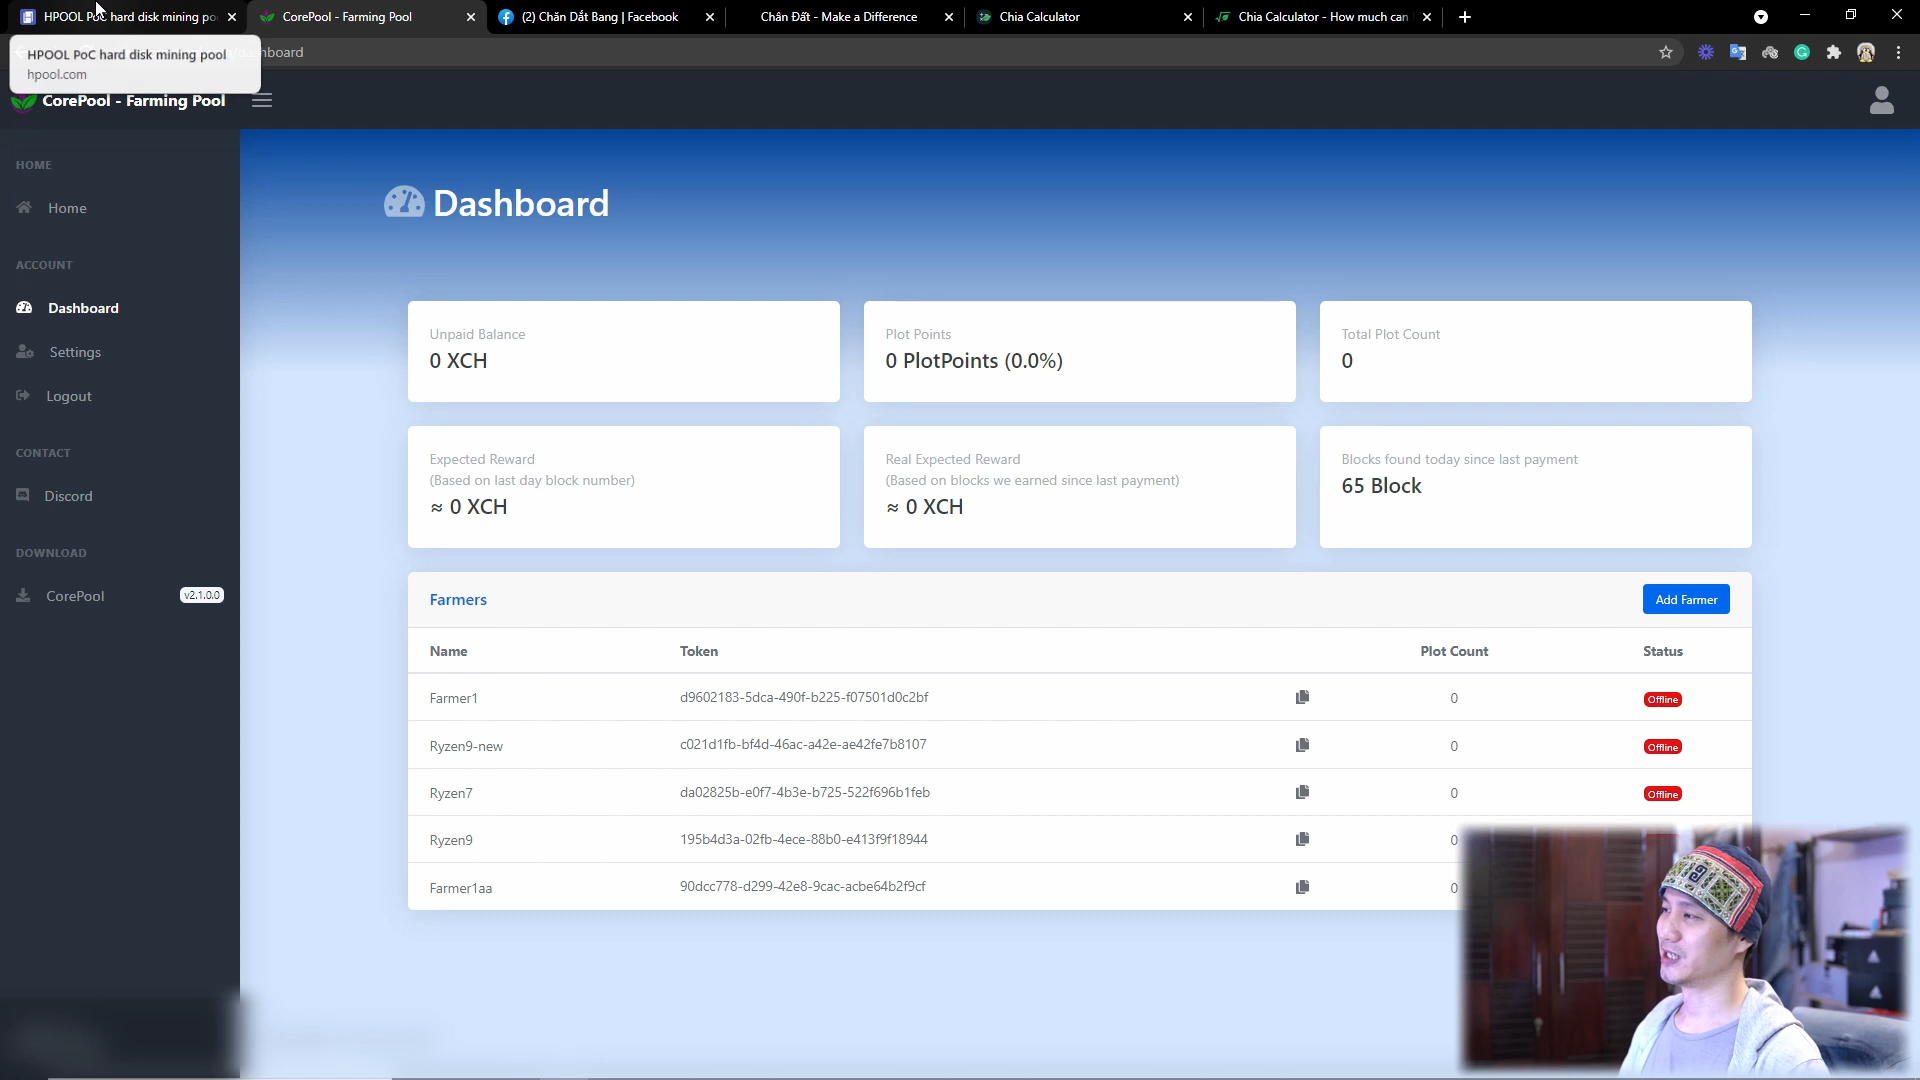 HPOOL PoC hard disk mining po
CorePool - Farming Pool
(2) Chăn Dắt Bang | Facebook
Chân Đất - Make a Difference
Chia Calculator
Chia Calculator - How much can
HPOOL PoC hard disk mining pool
hpool.com
shboard
CorePool - Farming Pool
HOME
Home
ACCOUNT
Dashboard
Settings
Logout
CONTACT
Discord
DOWNLOAD
CorePool
v2.1.0.0
Dashboard
Unpaid Balance
0 XCH
Plot Points
0 PlotPoints (0.0%)
Total Plot Count
0
Expected Reward
(Based on last day block number)
≈ 0 XCH
Real Expected Reward
(Based on blocks we earned since last payment)
≈ 0 XCH
Blocks found today since last payment
65 Block
Farmers
Add Farmer
Name Token Plot Count Status
Farmer1 d9602183-5dca-490f-b225-f07501d0c2bf 0 Offline
Ryzen9-new c021d1fb-bf4d-46ac-a42e-ae42fe7b8107 0 Offline
Ryzen7 da02825b-e0f7-4b3e-b725-522f696b1feb 0 Offline
Ryzen9 195b4d3a-02fb-4ece-88b0-e413f9f18944 0
Farmer1aa 90dcc778-d299-42e8-9cac-acbe64b2f9cf 0